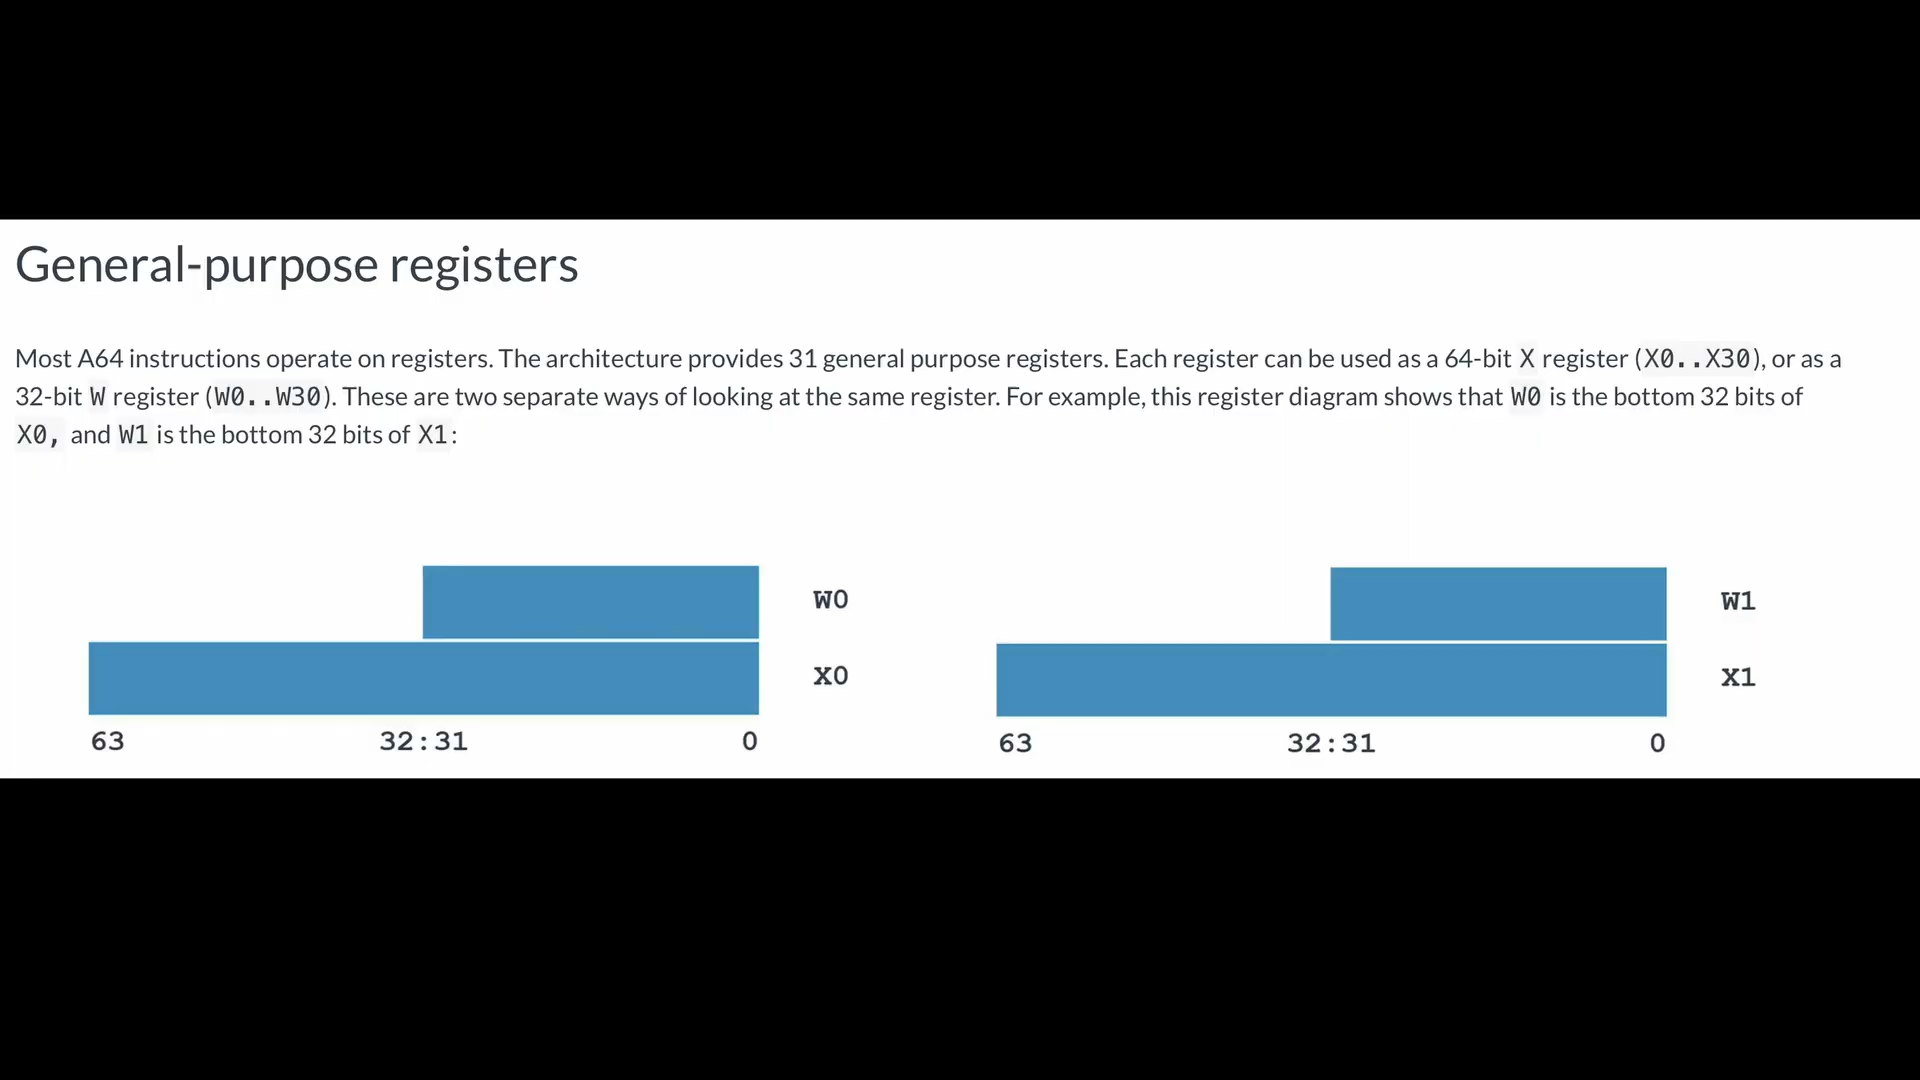 General-purpose registers
Most A64 instructions operate on registers. The architecture provides 31 general purpose registers. Each register can be used as a 64-bit X register (X0..X30), or as a
32-bit W register (W0..W30). These are two separate ways of looking at the same register. For example, this register diagram shows that W0 is the bottom 32 bits of
X0, and W1 is the bottom 32 bits of X1:
W0
X0
63 32:31 0
W1
X1
63 32:31 0